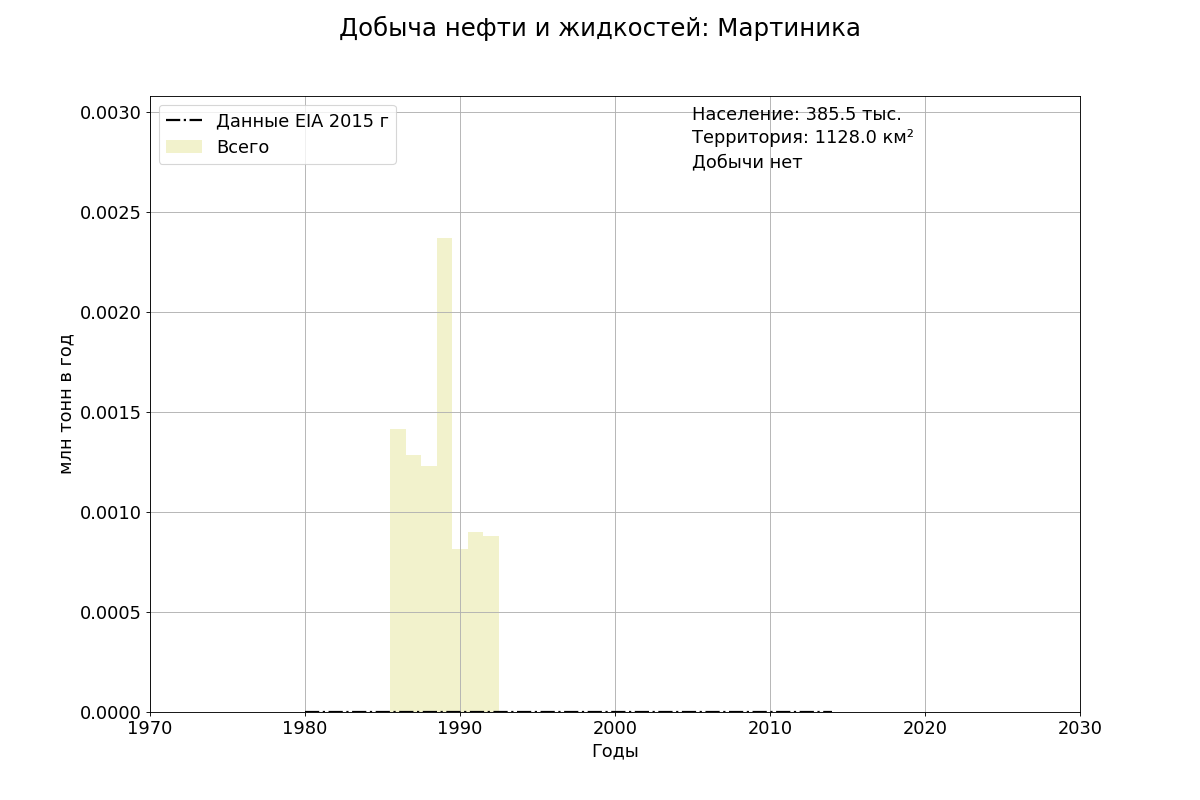 Добыча нефти и жидкостей: Мартиника
Данные EIA 2015 г
Всего
Население: 385.5 тыс.
Территория: 1128.0 км²
Добычи нет
млн тонн в год
0.0030
0.0025
0.0020
0.0015
0.0010
0.0005
0.0000
1970 1980 1990 2000 2010 2020 2030
Годы